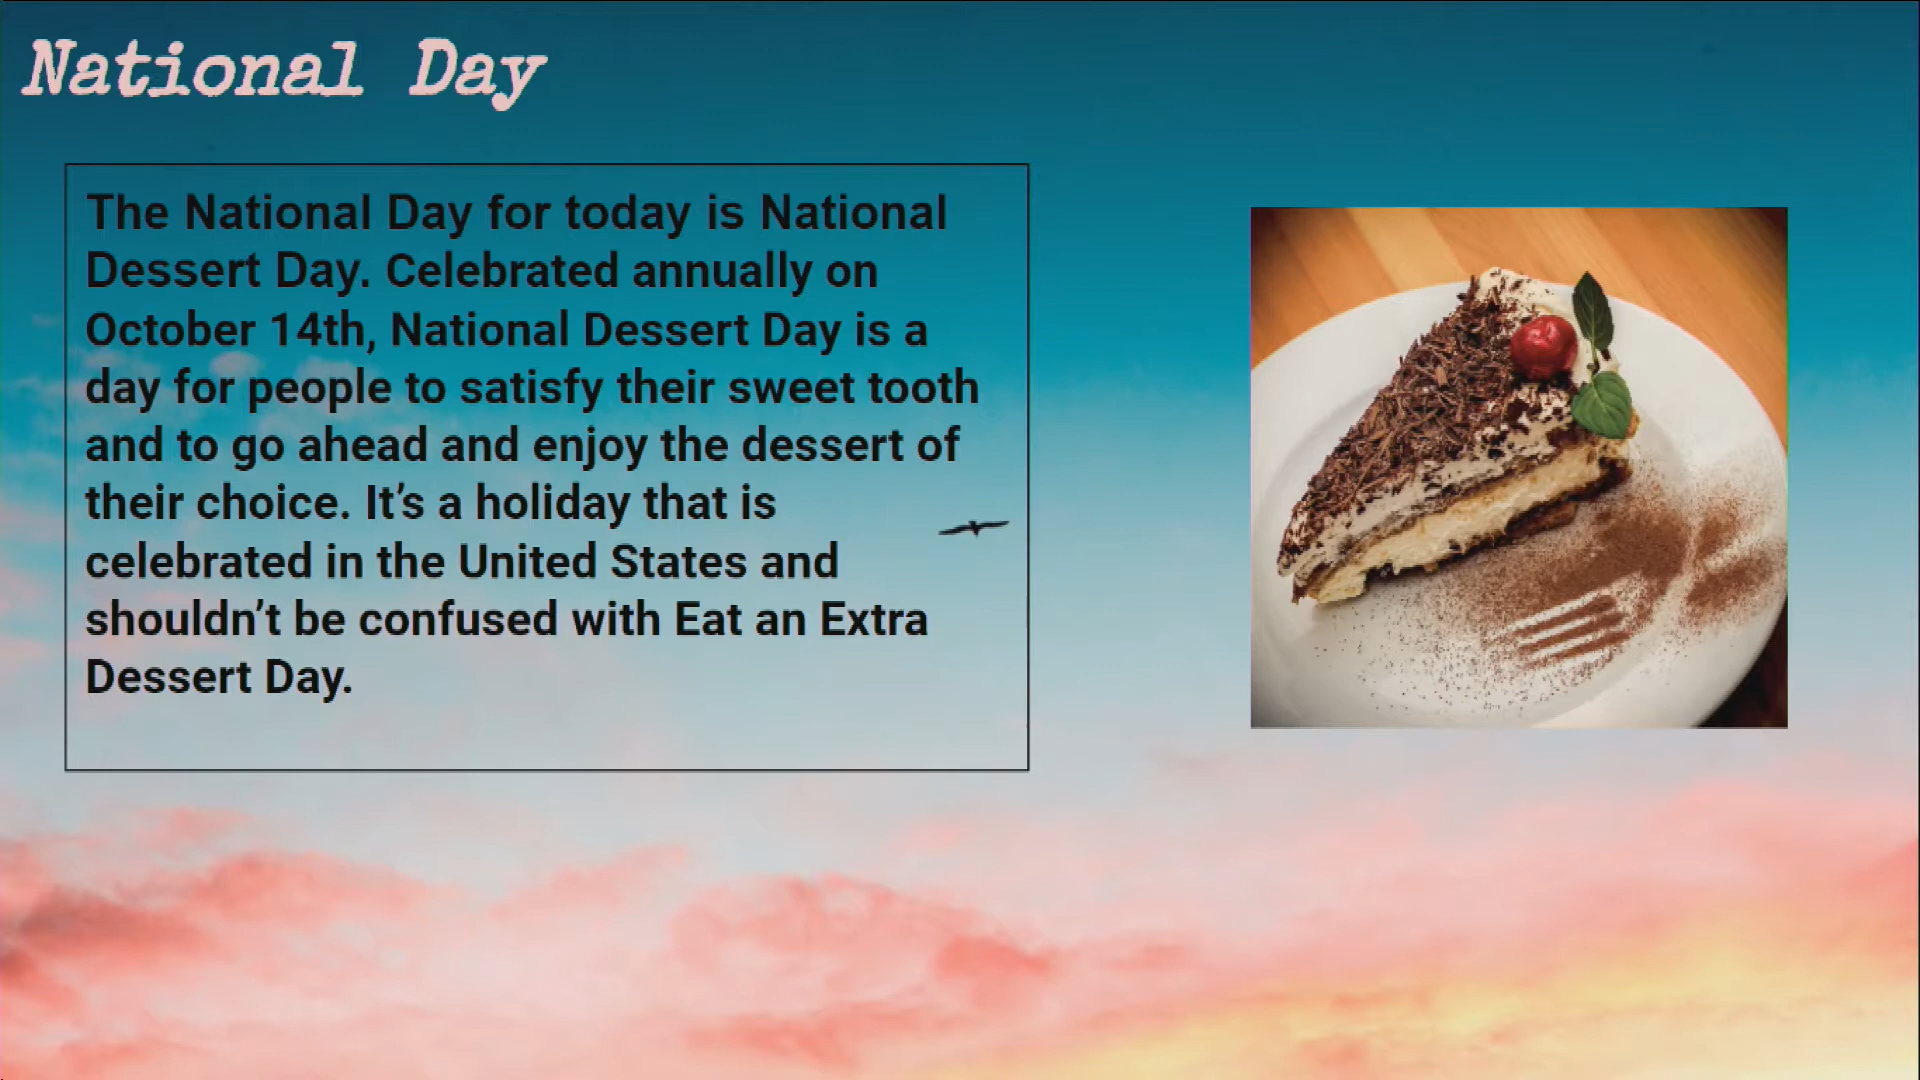 National Day
The National Day for today is National
Dessert Day. Celebrated annually on
October 14th, National Dessert Day is a
day for people to satisfy their sweet tooth
and to go ahead and enjoy the dessert of
their choice. It’s a holiday that is
celebrated in the United States and
shouldn’t be confused with Eat an Extra
Dessert Day.